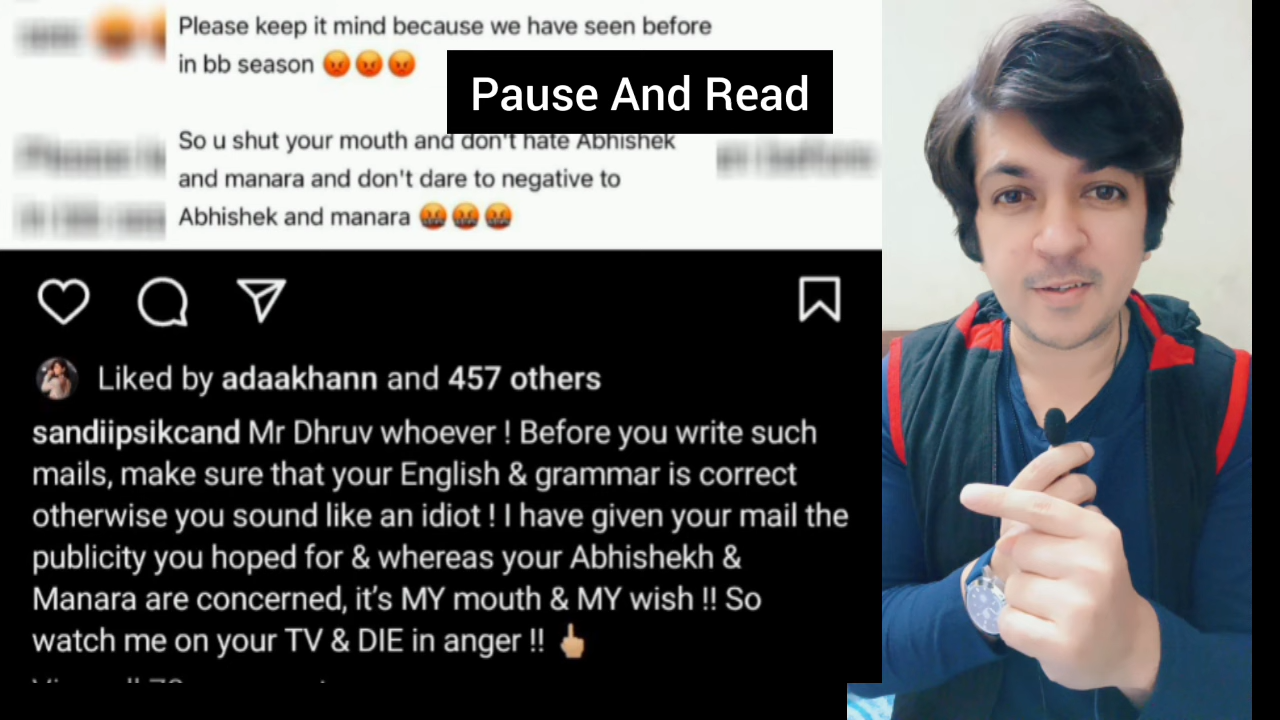 Please keep it mind because we have seen before
in bb season 😡 😡 😡
Pause And Read
So u shut your mouth and don't hate Abhishek
and manara and don't dare to negative to
Abhishek and manara 🤬 🤬 🤬
Liked by adaakhann and 457 others
sandiipsikcand Mr Dhruv whoever ! Before you write such
mails, make sure that your English & grammar is correct
otherwise you sound like an idiot ! I have given your mail the
publicity you hoped for & whereas your Abhishekh &
Manara are concerned, it's MY mouth & MY wish !! So
watch me on your TV & DIE in anger !! 🖕🏼